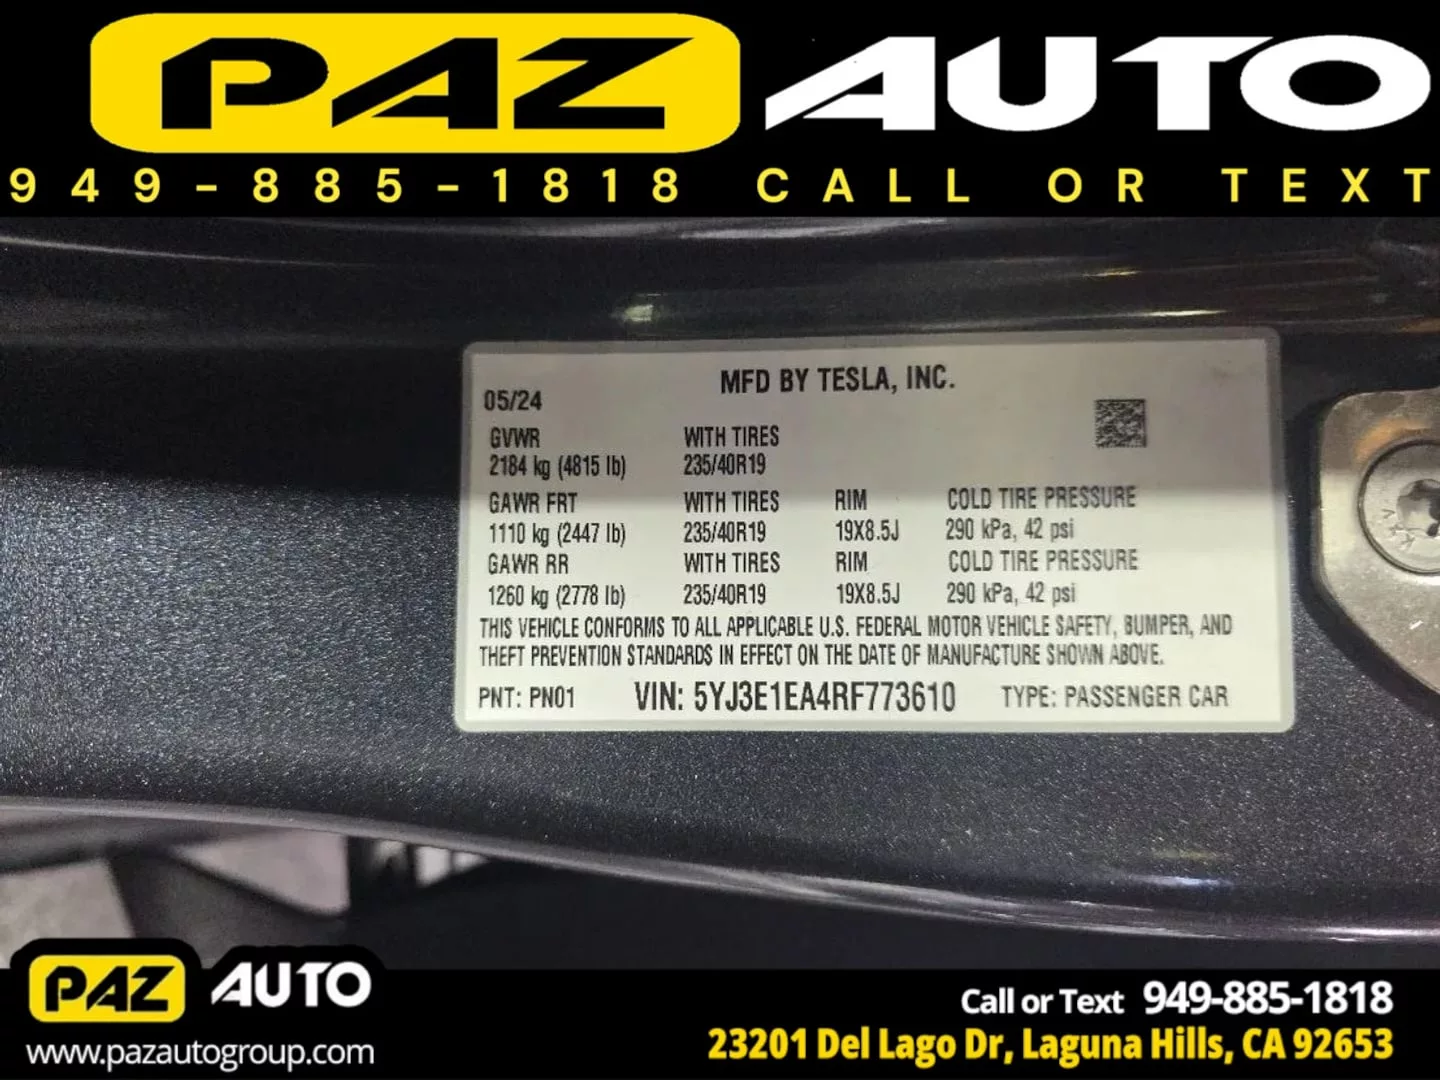 PAZ AUTO
949-885-1818 CALL OR TEXT
MFD BY TESLA, INC.
05/24
GVWR WITH TIRES
2184 kg (4815 lb) 235/40R19
GAWR FRT WITH TIRES RIM COLD TIRE PRESSURE
1110 kg (2447 lb) 235/40R19 19X8.5J 290 kPa, 42 psi
GAWR RR WITH TIRES RIM COLD TIRE PRESSURE
1260 kg (2778 lb) 235/40R19 19X8.5J 290 kPa, 42 psi
THIS VEHICLE CONFORMS TO ALL APPLICABLE U.S. FEDERAL MOTOR VEHICLE SAFETY, BUMPER, AND
THEFT PREVENTION STANDARDS IN EFFECT ON THE DATE OF MANUFACTURE SHOWN ABOVE.
PNT: PN01 VIN: 5YJ3E1EA4RF773610 TYPE: PASSENGER CAR
PAZ AUTO
www.pazautogroup.com
Call or Text 949-885-1818
23201 Del Lago Dr, Laguna Hills, CA 92653